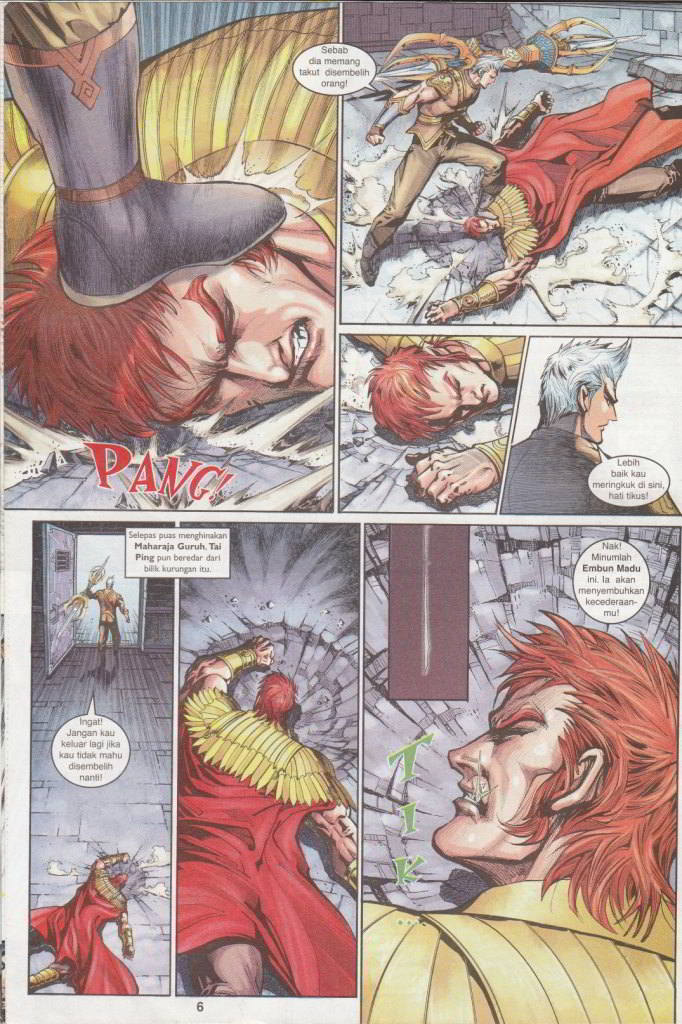 Sebab
dia memang
takut disembelih
orang!
PANG!
Lebih
baik kau
meringkuk di sini,
hati tikus!
Selepas puas menghinakan
Maharaja Guruh, Tai
Ping pun beredar dari
bilik kurungan itu.
Ingat!
Jangan kau
keluar lagi jika
kau tidak mahu
disembelih
nanti!
Nak!
Minumlah
Embun Madu
ini. Ia akan
menyembuhkan
kecederaan-
mu!
TIK...
6